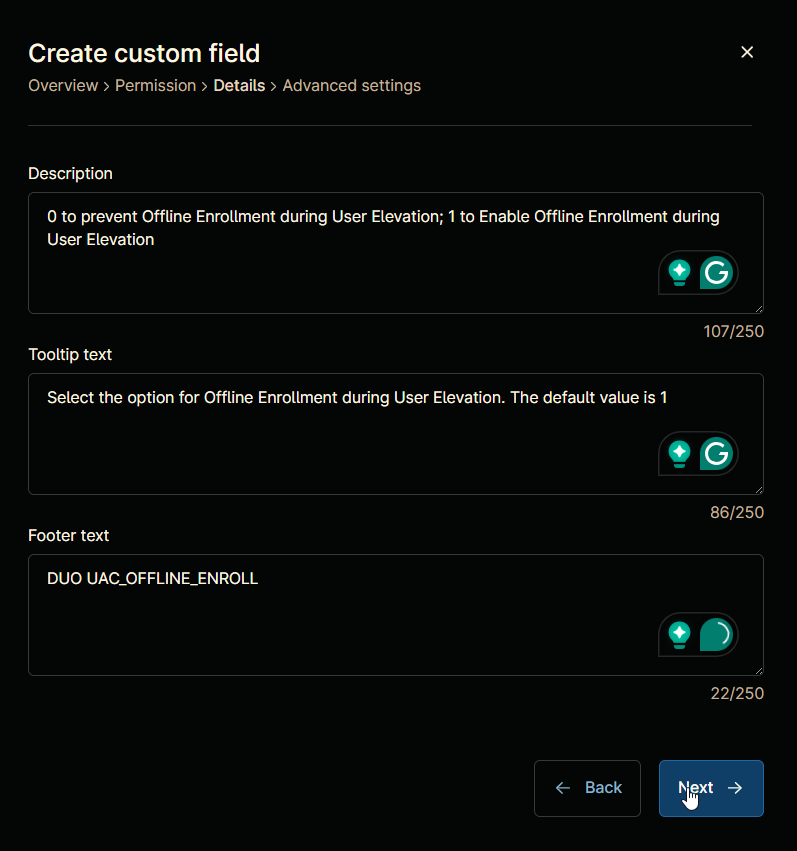 Create custom field
Overview > Permission > Details > Advanced settings
Description
0 to prevent Offline Enrollment during User Elevation; 1 to Enable Offline Enrollment during
User Elevation
107/250
Tooltip text
Select the option for Offline Enrollment during User Elevation. The default value is 1
86/250
Footer text
DUO UAC_OFFLINE_ENROLL
22/250
← Back
Next →